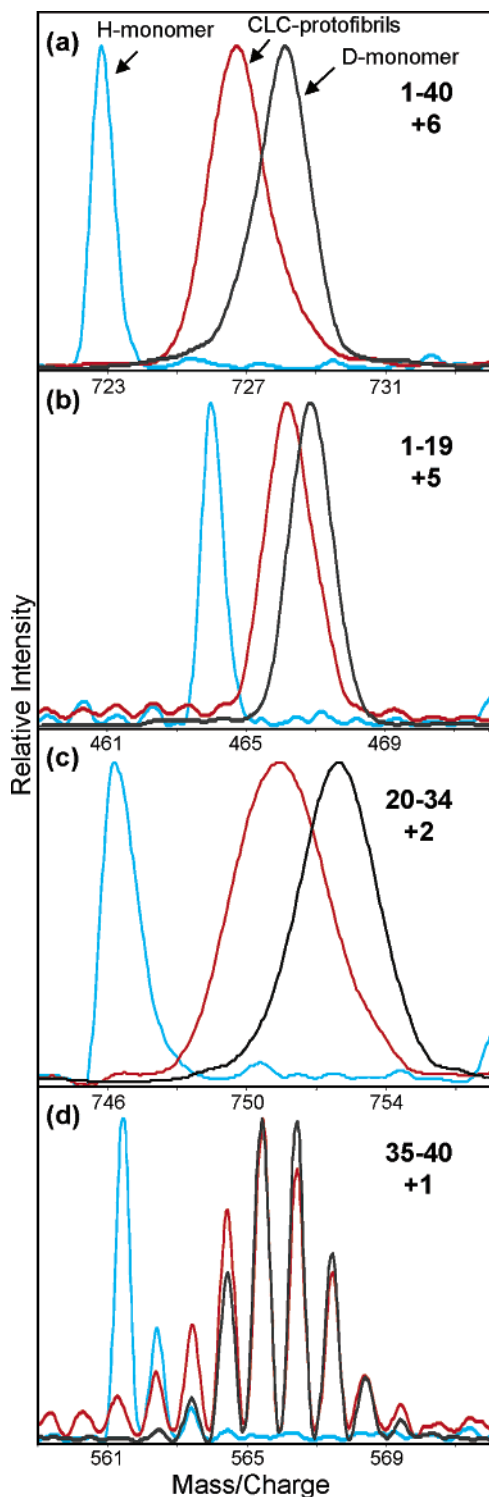 (a)
H-monomer
CLC-protofibrils
D-monomer
1-40
+6
723 727 731
(b)
1-19
+5
461 465 469
(c)
20-34
+2
746 750 754
(d)
35-40
+1
561 565 569
Relative Intensity
Mass/Charge